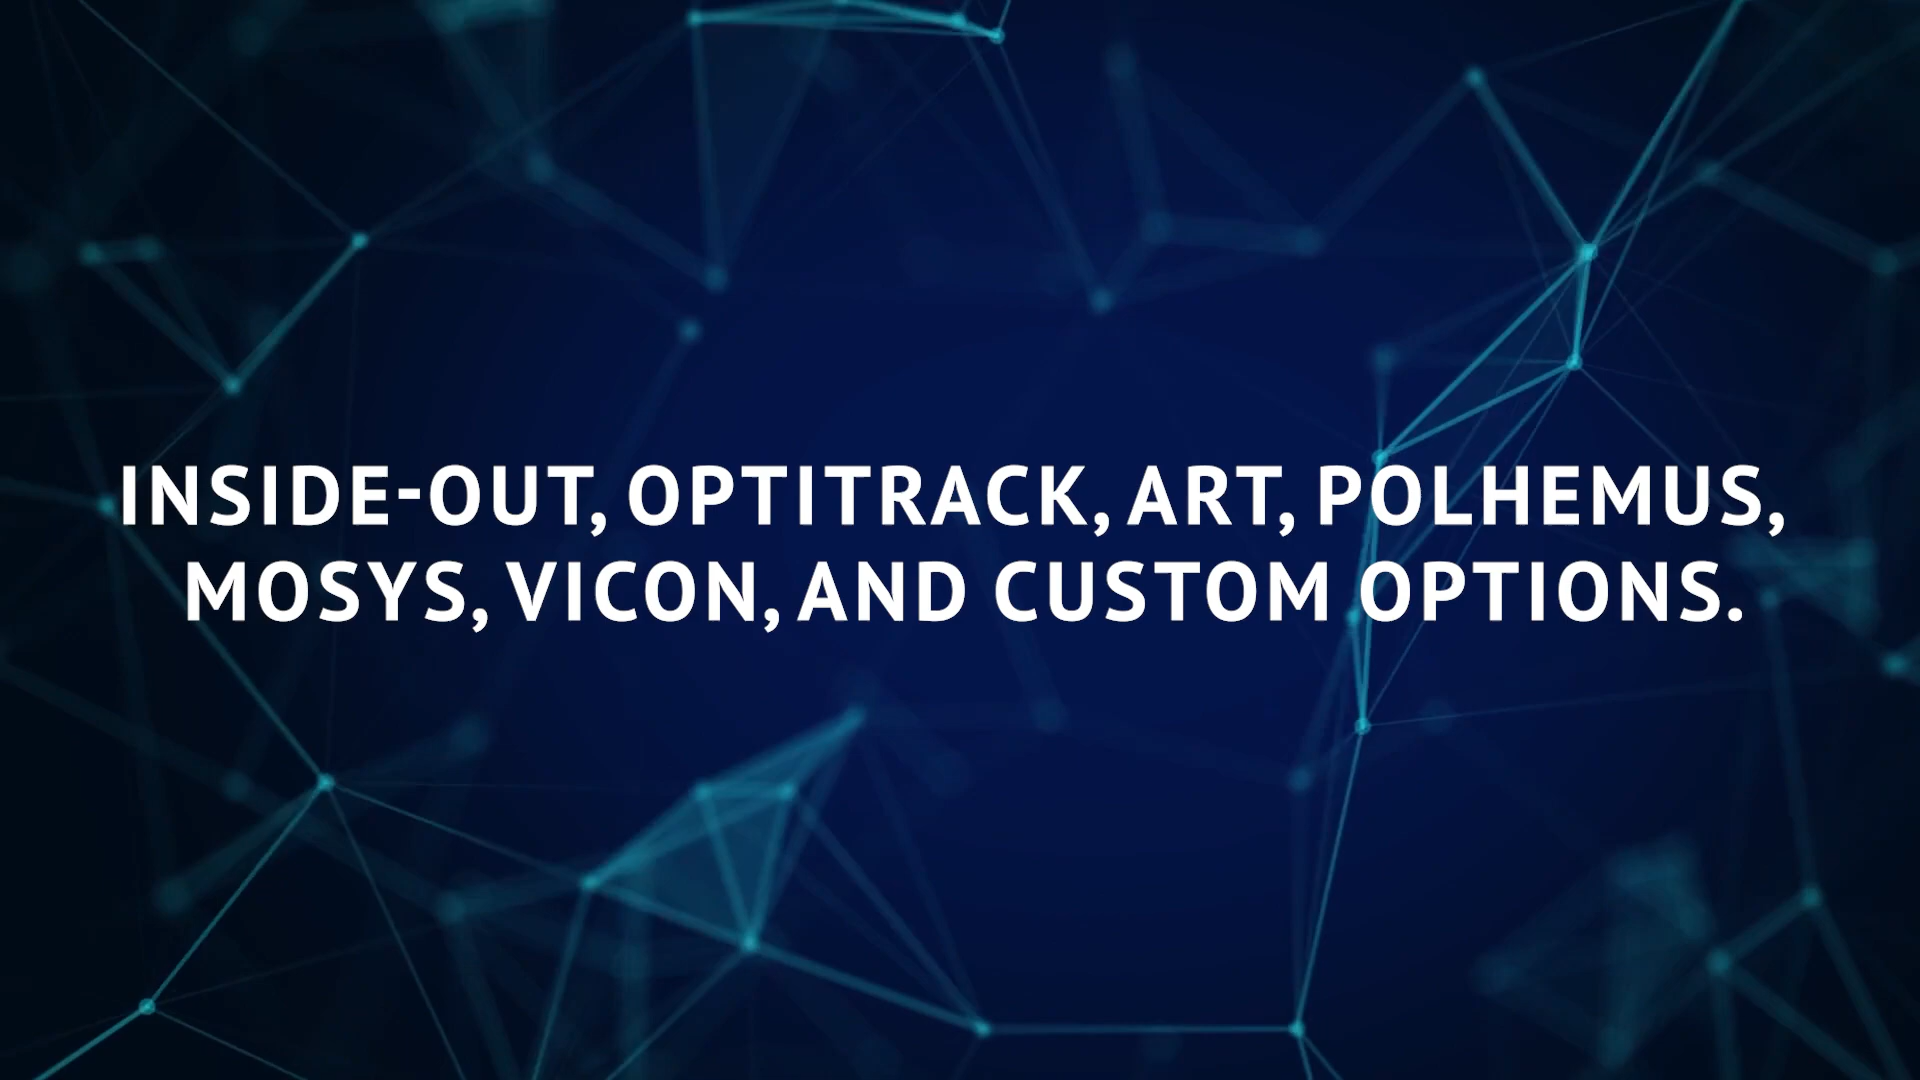 INSIDE-OUT, OPTITRACK, ART, POLHEMUS,
MOSYS, VICON, AND CUSTOM OPTIONS.